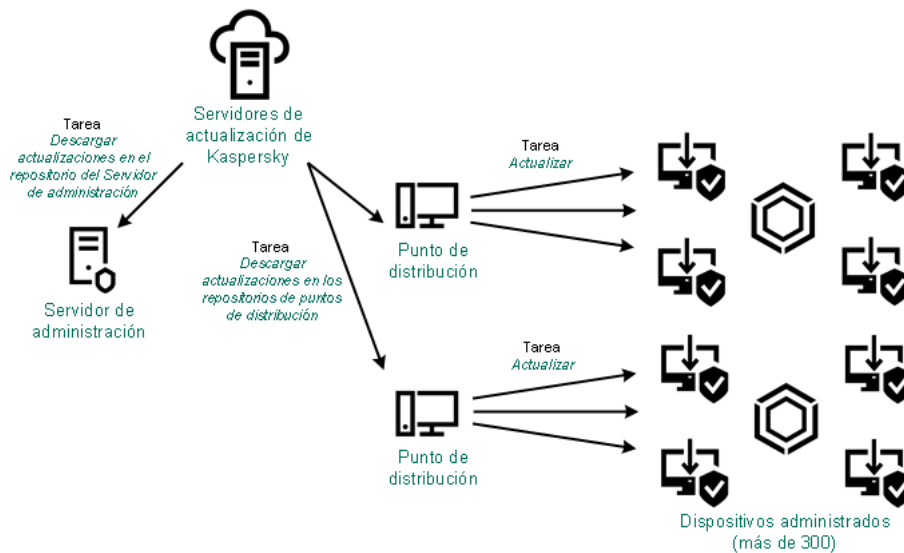 Servidores de
actualización de
Kaspersky
Tarea
Descargar
actualizaciones en el
repositorio del Servidor
de administración
Servidor de
administración
Tarea
Descargar
actualizaciones en los
repositorios de puntos
de distribución
Tarea
Actualizar
Punto de
distribución
Tarea
Actualizar
Punto de
distribución
Dispositivos administrados
(más de 300)